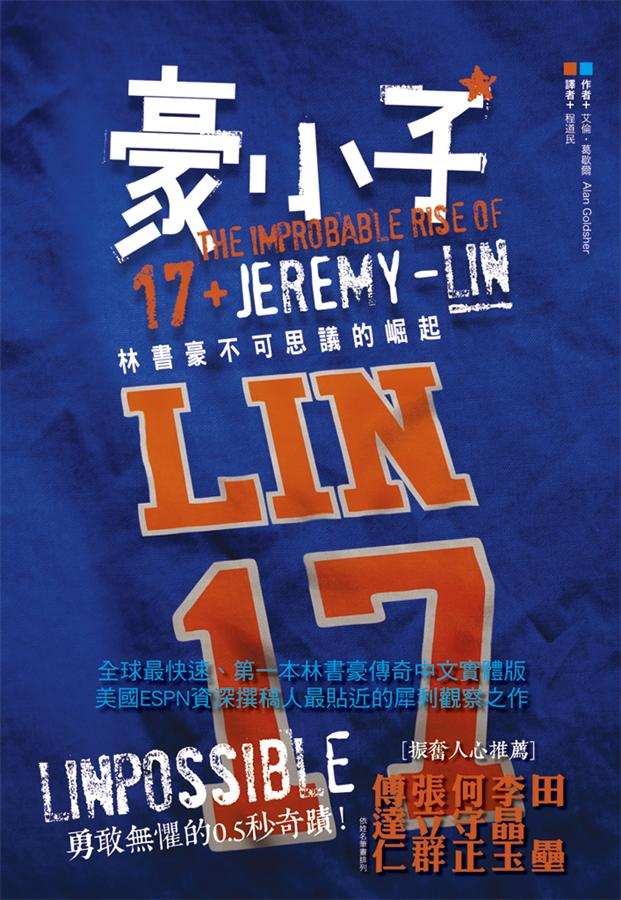 豪小子
THE IMPROBABLE RISE OF
17+JEREMY-LIN
林書豪不可思議的崛起
作者+ 艾倫・葛歇爾 Alan Goldsher
譯者+ 程道民
LIN
17
全球最快速、第一本林書豪傳奇中文實體版
美國ESPN資深撰稿人最貼近的犀利觀察之作
LINPOSSIBLE
勇敢無懼的0.5秒奇蹟!
[振奮人心推薦]
田壘
李晶玉
何守正
張立群
傅達仁
依姓名筆畫排列